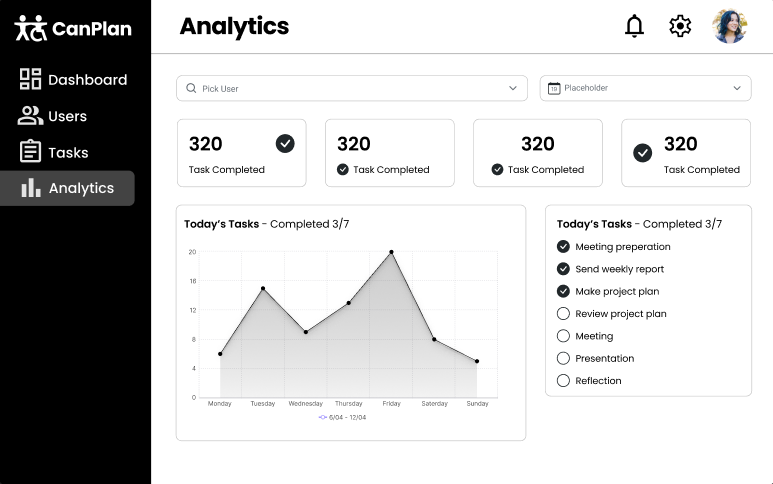 CanPlan
Analytics
Dashboard
Users
Tasks
Analytics
Pick User
19 Placeholder
320
Task Completed
320
Task Completed
320
Task Completed
320
Task Completed
Today's Tasks - Completed 3/7
20
16
12
8
4
0
Monday Tuesday Wednesday Thursday Friday Saterday Sunday
6/04 - 12/04
Today's Tasks - Completed 3/7
Meeting preperation
Send weekly report
Make project plan
Review project plan
Meeting
Presentation
Reflection